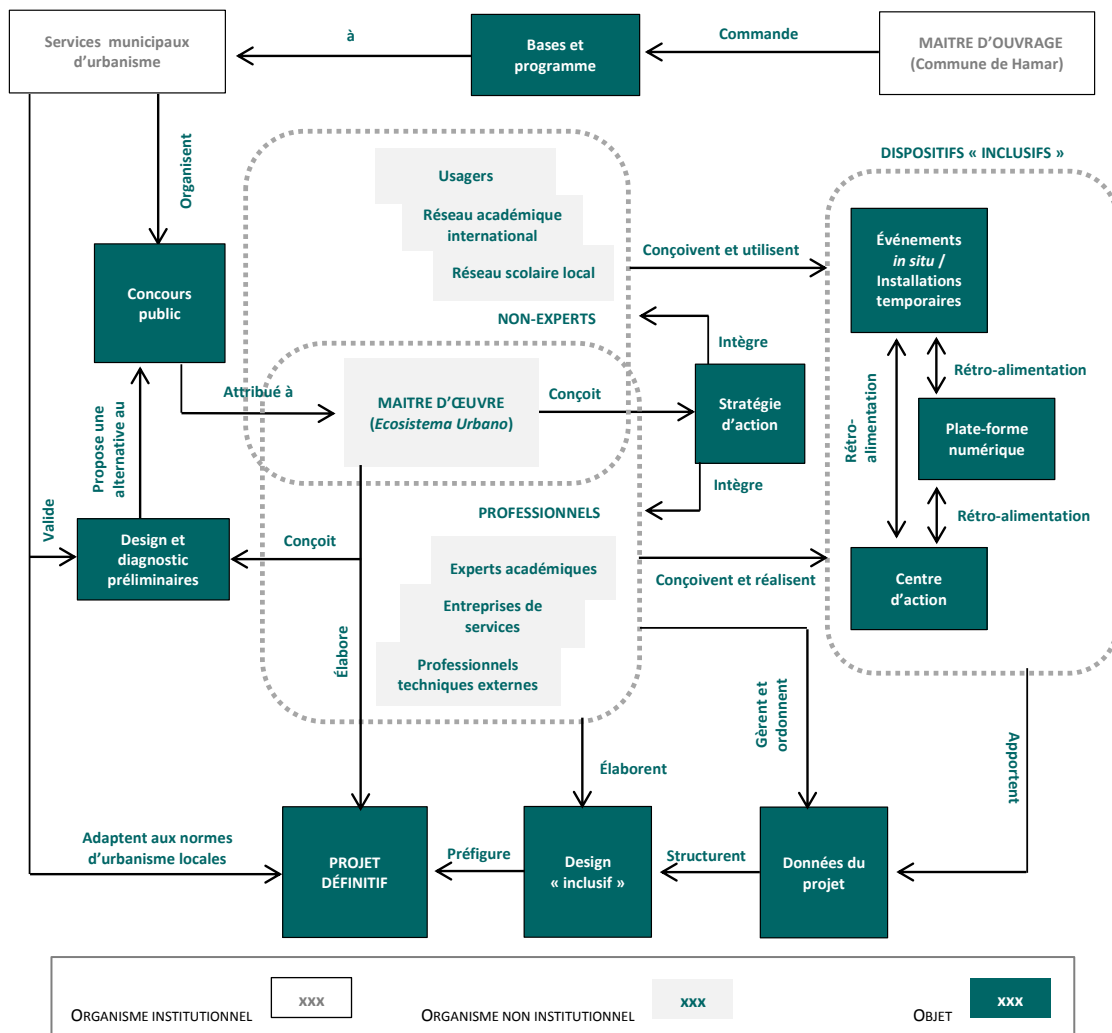 Services municipaux
d’urbanisme
à
Bases et
programme
Commande
MAITRE D’OUVRAGE
(Commune de Hamar)
Organisent
DISPOSITIFS « INCLUSIFS »
Usagers
Réseau académique
international
Réseau scolaire local
NON-EXPERTS
Conçoivent et utilisent
Événements
in situ /
Installations
temporaires
Concours
public
Intègre
Rétro-alimentation
Attribué à
MAITRE D’ŒUVRE
(Ecosistema Urbano)
Conçoit
Stratégie
d’action
Rétro-
alimentation
Plate-forme
numérique
Propose une
alternative au
Intègre
PROFESSIONNELS
Rétro-alimentation
Valide
Design et
diagnostic
préliminaires
Conçoit
Experts académiques
Conçoivent et réalisent
Centre
d’action
Entreprises de
services
Élabore
Professionnels
techniques externes
Gèrent et
ordonnent
Apportent
Élaborent
Adaptent aux normes
d’urbanisme locales
PROJET
DÉFINITIF
Préfigure
Design
« inclusif »
Structurent
Données du
projet
ORGANISME INSTITUTIONNEL
xxx
ORGANISME NON INSTITUTIONNEL
xxx
OBJET
xxx